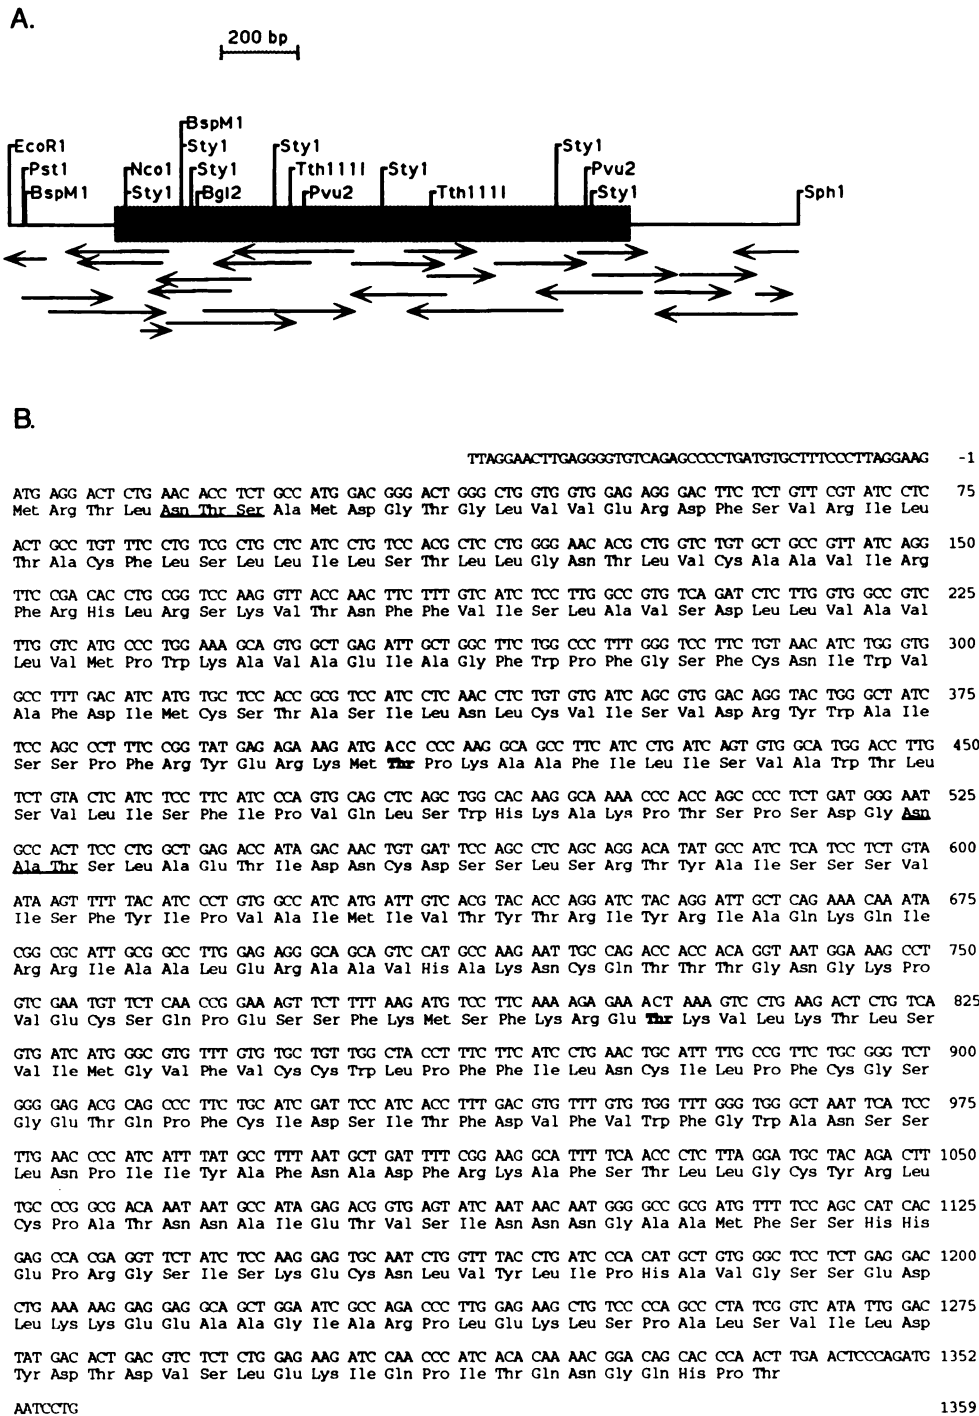 A.
200 bp
BspM1
EcoR1 Sty1 Sty1 Sty1
Pst1 Nco1 Sty1 Tth111I Sty1 Pvu2
BspM1 Sty1 Bgl2 Pvu2 Tth111I Sty1 Sph1
B.
TTAGGAACTTGAGGGGTGTCAGAGCCCCTGATGTGCTTTCCCTTAGGAAG -1
ATG AGG ACT CTG AAC ACC TCT GCC ATG GAC GGG ACT GGG CTG GTG GTG GAG AGG GAC TTC TCT GTT CGT ATC CTC 75
Met Arg Thr Leu Asn Thr Ser Ala Met Asp Gly Thr Gly Leu Val Val Glu Arg Asp Phe Ser Val Arg Ile Leu
ACT GCC TGT TTC CTG TCG CTG CTC ATC CTG TCC ACG CTC CTG GGG AAC ACG CTG GTC TGT GCT GCC GTT ATC AGG 150
Thr Ala Cys Phe Leu Ser Leu Leu Ile Leu Ser Thr Leu Leu Gly Asn Thr Leu Val Cys Ala Ala Val Ile Arg
TTC CGA CAC CTG CGG TCC AAG GTT ACC AAC TTC TTT GTC ATC TCC TTG GCC GTG TCA GAT CTC TTG GTG GCC GTC 225
Phe Arg His Leu Arg Ser Lys Val Thr Asn Phe Phe Val Ile Ser Leu Ala Val Ser Asp Leu Leu Val Ala Val
TTG GTC ATG CCC TGG AAA GCA GTG GCT GAG ATT GCT GGC TTC TGG CCC TTT GGG TCC TTC TGT AAC ATC TGG GTG 300
Leu Val Met Pro Trp Lys Ala Val Ala Glu Ile Ala Gly Phe Trp Pro Phe Gly Ser Phe Cys Asn Ile Trp Val
GCC TTT GAC ATC ATG TGC TCC ACC GCG TCC ATC CTC AAC CTC TGT GTG ATC AGC GTG GAC AGG TAC TGG GCT ATC 375
Ala Phe Asp Ile Met Cys Ser Thr Ala Ser Ile Leu Asn Leu Cys Val Ile Ser Val Asp Arg Tyr Trp Ala Ile
TCC AGC CCT TTC CGG TAT GAG AGA AAG ATG ACC CCC AAG GCA GCC TTC ATC CTG ATC AGT GTG GCA TGG ACC TTG 450
Ser Ser Pro Phe Arg Tyr Glu Arg Lys Met Thr Pro Lys Ala Ala Phe Ile Leu Ile Ser Val Ala Trp Thr Leu
TCT GTA CTC ATC TCC TTC ATC CCA GTG CAG CTC AGC TGG CAC AAG GCA AAA CCC ACC AGC CCC TCT GAT GGG AAT 525
Ser Val Leu Ile Ser Phe Ile Pro Val Gln Leu Ser Trp His Lys Ala Lys Pro Thr Ser Pro Ser Asp Gly Asn
GCC ACT TCC CTG GCT GAG ACC ATA GAC AAC TGT GAT TCC AGC CTC AGC AGG ACA TAT GCC ATC TCA TCC TCT GTA 600
Ala Thr Ser Leu Ala Glu Thr Ile Asp Asn Cys Asp Ser Ser Leu Ser Arg Thr Tyr Ala Ile Ser Ser Ser Val
ATA AGT TTT TAC ATC CCT GTG GCC ATC ATG ATT GTC ACG TAC ACC AGG ATC TAC AGG ATT GCT CAG AAA CAA ATA 675
Ile Ser Phe Tyr Ile Pro Val Ala Ile Met Ile Val Thr Tyr Thr Arg Ile Tyr Arg Ile Ala Gln Lys Gln Ile
CGG CGC ATT GCG GCC TTG GAG AGG GCA GCA GTC CAT GCC AAG AAT TGC CAG ACC ACC ACA GGT AAT GGA AAG CCT 750
Arg Arg Ile Ala Ala Leu Glu Arg Ala Ala Val His Ala Lys Asn Cys Gln Thr Thr Thr Gly Asn Gly Lys Pro
GTC GAA TGT TCT CAA CCG GAA AGT TCT TTT AAG ATG TCC TTC AAA AGA GAA ACT AAA GTC CTG AAG ACT CTG TCA 825
Val Glu Cys Ser Gln Pro Glu Ser Ser Phe Lys Met Ser Phe Lys Arg Glu Thr Lys Val Leu Lys Thr Leu Ser
GTG ATC ATG GGC GTG TTT GTG TGC TGT TGG CTA CCT TTC TTC ATC CTG AAC TGC ATT TTG CCG TTC TGC GGG TCT 900
Val Ile Met Gly Val Phe Val Cys Cys Trp Leu Pro Phe Phe Ile Leu Asn Cys Ile Leu Pro Phe Cys Gly Ser
GGG GAG ACG CAG CCC TTC TGC ATC GAT TCC ATC ACC TTT GAC GTG TTT GTG TGG TTT GGG TGG GCT AAT TCA TCC 975
Gly Glu Thr Gln Pro Phe Cys Ile Asp Ser Ile Thr Phe Asp Val Phe Val Trp Phe Gly Trp Ala Asn Ser Ser
TTG AAC CCC ATC ATT TAT GCC TTT AAT GCT GAT TTT CGG AAG GCA TTT TCA ACC CTC TTA GGA TGC TAC AGA CTT 1050
Leu Asn Pro Ile Ile Tyr Ala Phe Asn Ala Asp Phe Arg Lys Ala Phe Ser Thr Leu Leu Gly Cys Tyr Arg Leu
TGC CCG GCG ACA AAT AAT GCC ATA GAG ACG GTG AGT ATC AAT AAC AAT GGG GCC GCG ATG TTT TCC AGC CAT CAC 1125
Cys Pro Ala Thr Asn Asn Ala Ile Glu Thr Val Ser Ile Asn Asn Asn Gly Ala Ala Met Phe Ser Ser His His
GAG CCA CGA GGT TCT ATC TCC AAG GAG TGC AAT CTG GTT TAC CTG ATC CCA CAT GCT GTG GGC TCC TCT GAG GAC 1200
Glu Pro Arg Gly Ser Ile Ser Lys Glu Cys Asn Leu Val Tyr Leu Ile Pro His Ala Val Gly Ser Ser Glu Asp
CTG AAA AAG GAG GAG GCA GCT GGA ATC GCC AGA CCC TTG GAG AAG CTG TCC CCA GCC CTA TCG GTC ATA TTG GAC 1275
Leu Lys Lys Glu Glu Ala Ala Gly Ile Ala Arg Pro Leu Glu Lys Leu Ser Pro Ala Leu Ser Val Ile Leu Asp
TAT GAC ACT GAC GTC TCT CTG GAG AAG ATC CAA CCC ATC ACA CAA AAC GGA CAG CAC CCA ACT TGA ACTCCCAGATG 1352
Tyr Asp Thr Asp Val Ser Leu Glu Lys Ile Gln Pro Ile Thr Gln Asn Gly Gln His Pro Thr
AATCCTG 1359